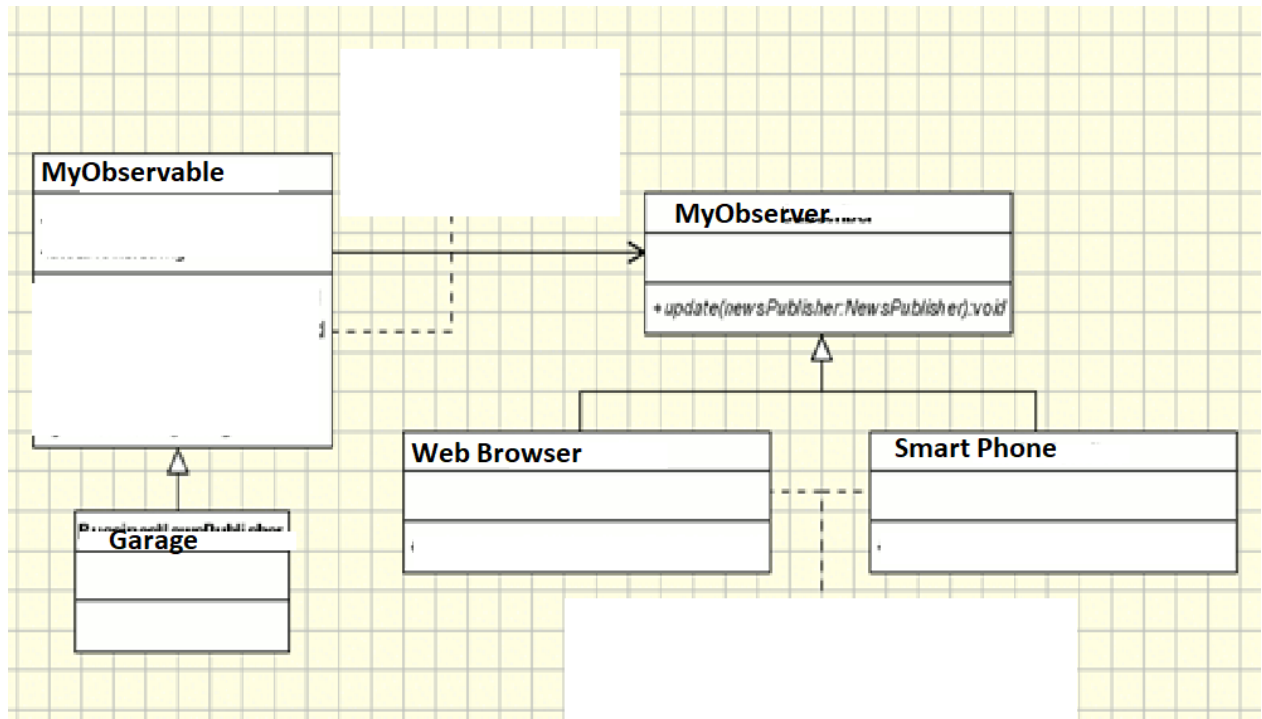 MyObservable
MyObserver
+update(newsPublisher:NewsPublisher):void
Web Browser
Smart Phone
Garage